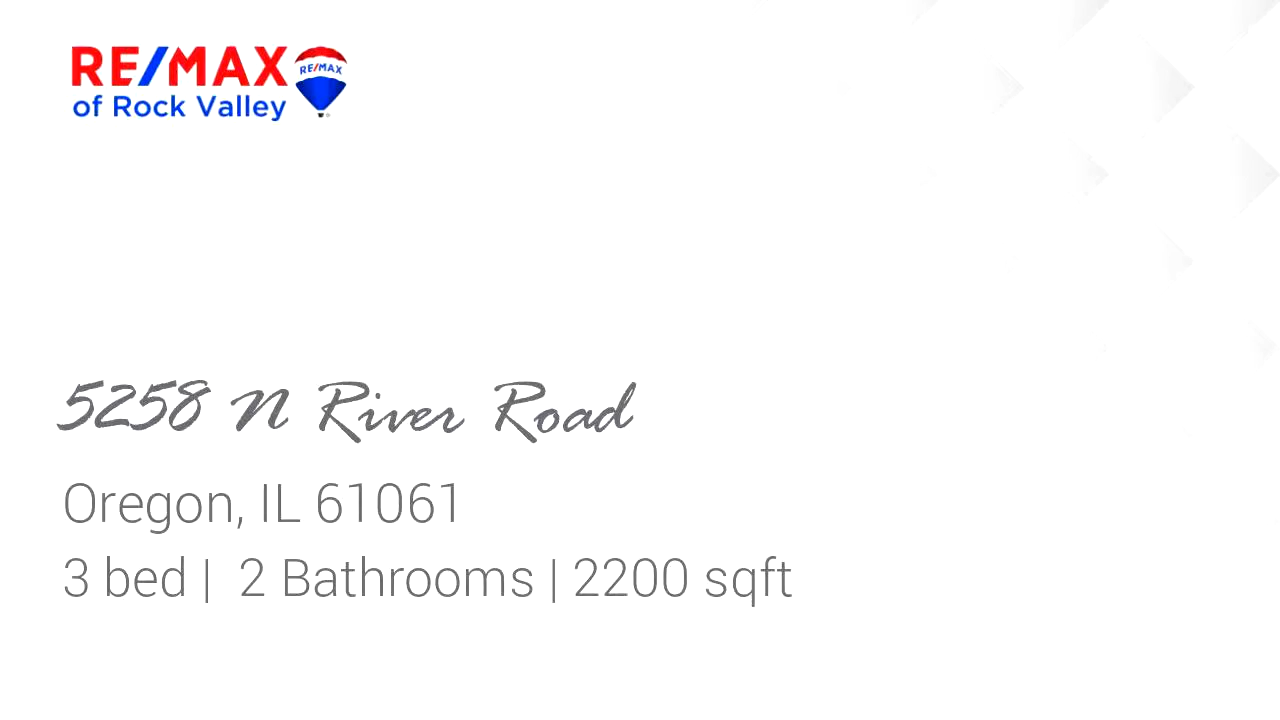 RE/MAX
of Rock Valley
RE/MAX
5258 N River Road
Oregon, IL 61061
3 bed |  2 Bathrooms | 2200 sqft